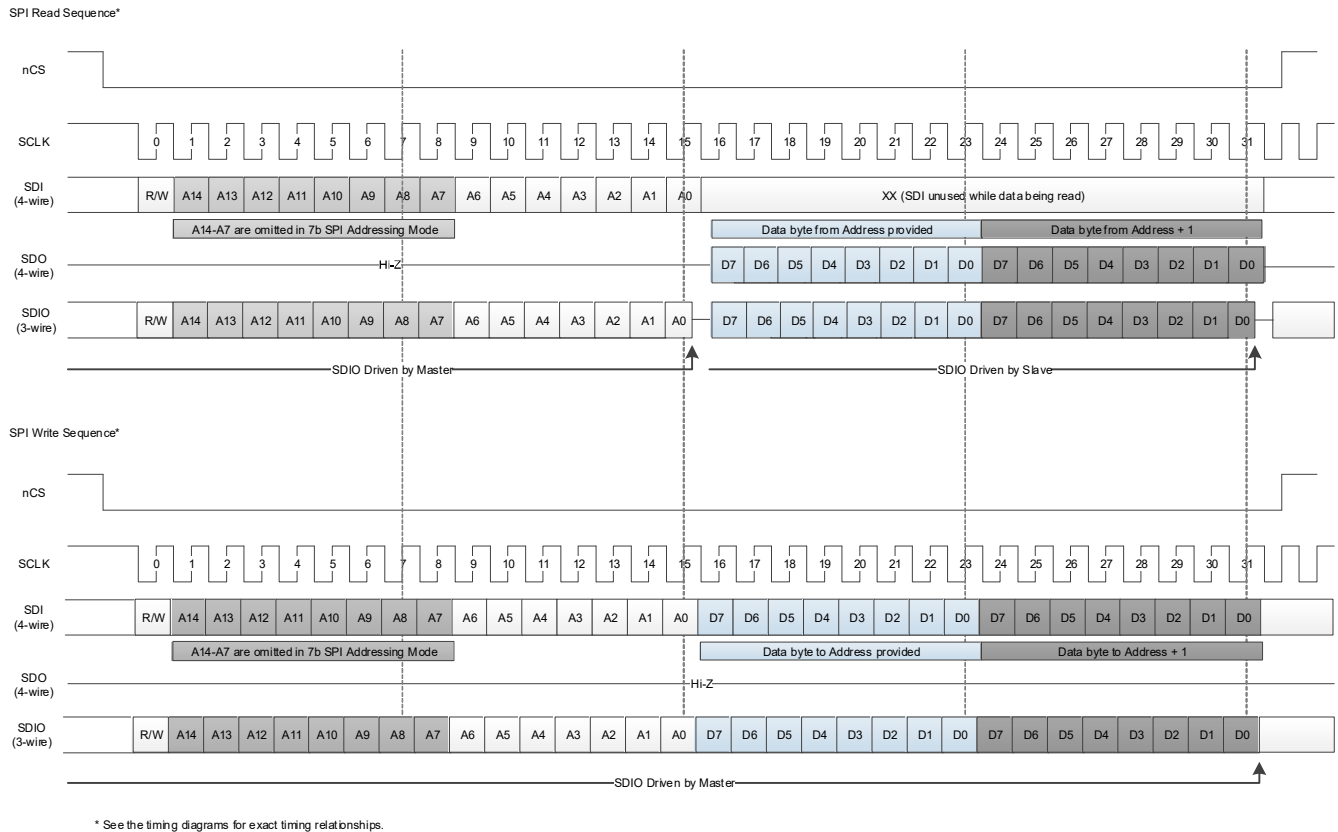 SPI Read Sequence*
nCS
SCLK 0 1 2 3 4 5 6 7 8 9 10 11 12 13 14 15 16 17 18 19 20 21 22 23 24 25 26 27 28 29 30 31
SDI
(4-wire)
R/W A14 A13 A12 A11 A10 A9 A8 A7 A6 A5 A4 A3 A2 A1 A0 XX (SDI unused while data being read)
A14-A7 are omitted in 7b SPI Addressing Mode Data byte from Address provided Data byte from Address + 1
SDO
(4-wire)
Hi-Z D7 D6 D5 D4 D3 D2 D1 D0 D7 D6 D5 D4 D3 D2 D1 D0
SDIO
(3-wire)
R/W A14 A13 A12 A11 A10 A9 A8 A7 A6 A5 A4 A3 A2 A1 A0 D7 D6 D5 D4 D3 D2 D1 D0 D7 D6 D5 D4 D3 D2 D1 D0
SDIO Driven by Master SDIO Driven by Slave
SPI Write Sequence*
nCS
SCLK 0 1 2 3 4 5 6 7 8 9 10 11 12 13 14 15 16 17 18 19 20 21 22 23 24 25 26 27 28 29 30 31
SDI
(4-wire)
R/W A14 A13 A12 A11 A10 A9 A8 A7 A6 A5 A4 A3 A2 A1 A0 D7 D6 D5 D4 D3 D2 D1 D0 D7 D6 D5 D4 D3 D2 D1 D0
A14-A7 are omitted in 7b SPI Addressing Mode Data byte to Address provided Data byte to Address + 1
SDO
(4-wire)
Hi-Z
SDIO
(3-wire)
R/W A14 A13 A12 A11 A10 A9 A8 A7 A6 A5 A4 A3 A2 A1 A0 D7 D6 D5 D4 D3 D2 D1 D0 D7 D6 D5 D4 D3 D2 D1 D0
SDIO Driven by Master
* See the timing diagrams for exact timing relationships.